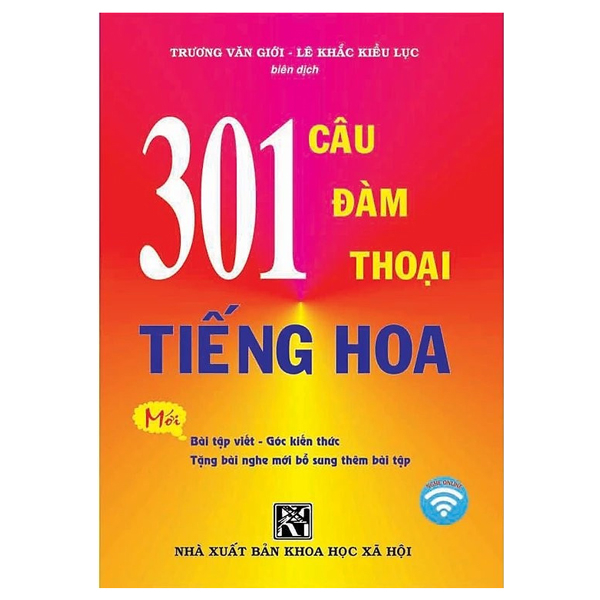 TRƯƠNG VĂN GIỚI - LÊ KHẮC KIỀU LỤC
biên dịch
301 CÂU
ĐÀM
THOẠI
TIẾNG HOA
Mới
Bài tập viết - Góc kiến thức
Tặng bài nghe mới bổ sung thêm bài tập
NGHE ONLINE
NHÀ XUẤT BẢN KHOA HỌC XÃ HỘI